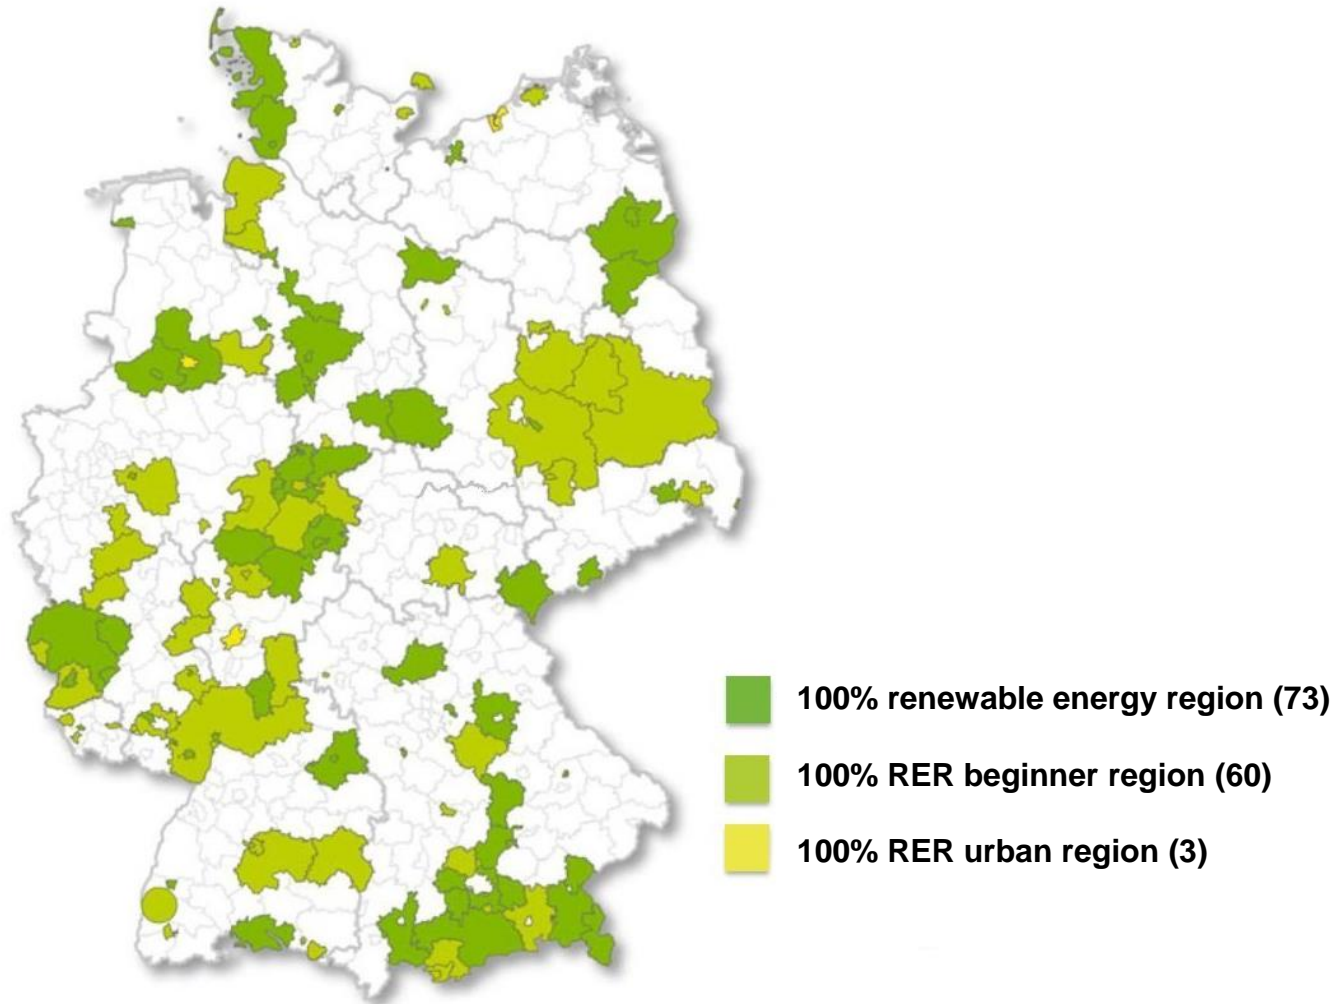 100% renewable energy region (73)
100% RER beginner region (60)
100% RER urban region (3)